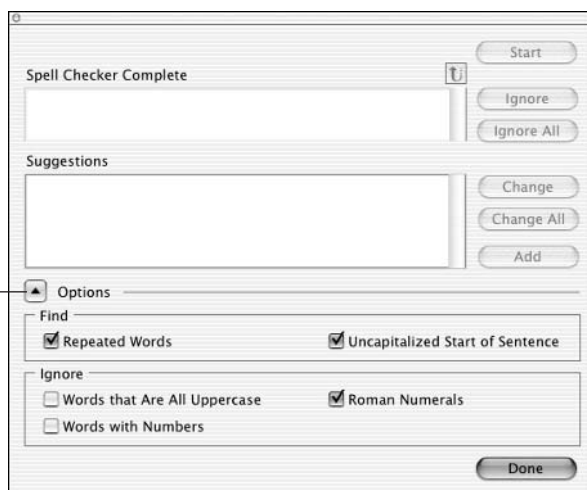 Start
Spell Checker Complete
Ignore
Ignore All
Suggestions
Change
Change All
Add
Options
Find
Repeated Words
Uncapitalized Start of Sentence
Ignore
Words that Are All Uppercase
Roman Numerals
Words with Numbers
Done